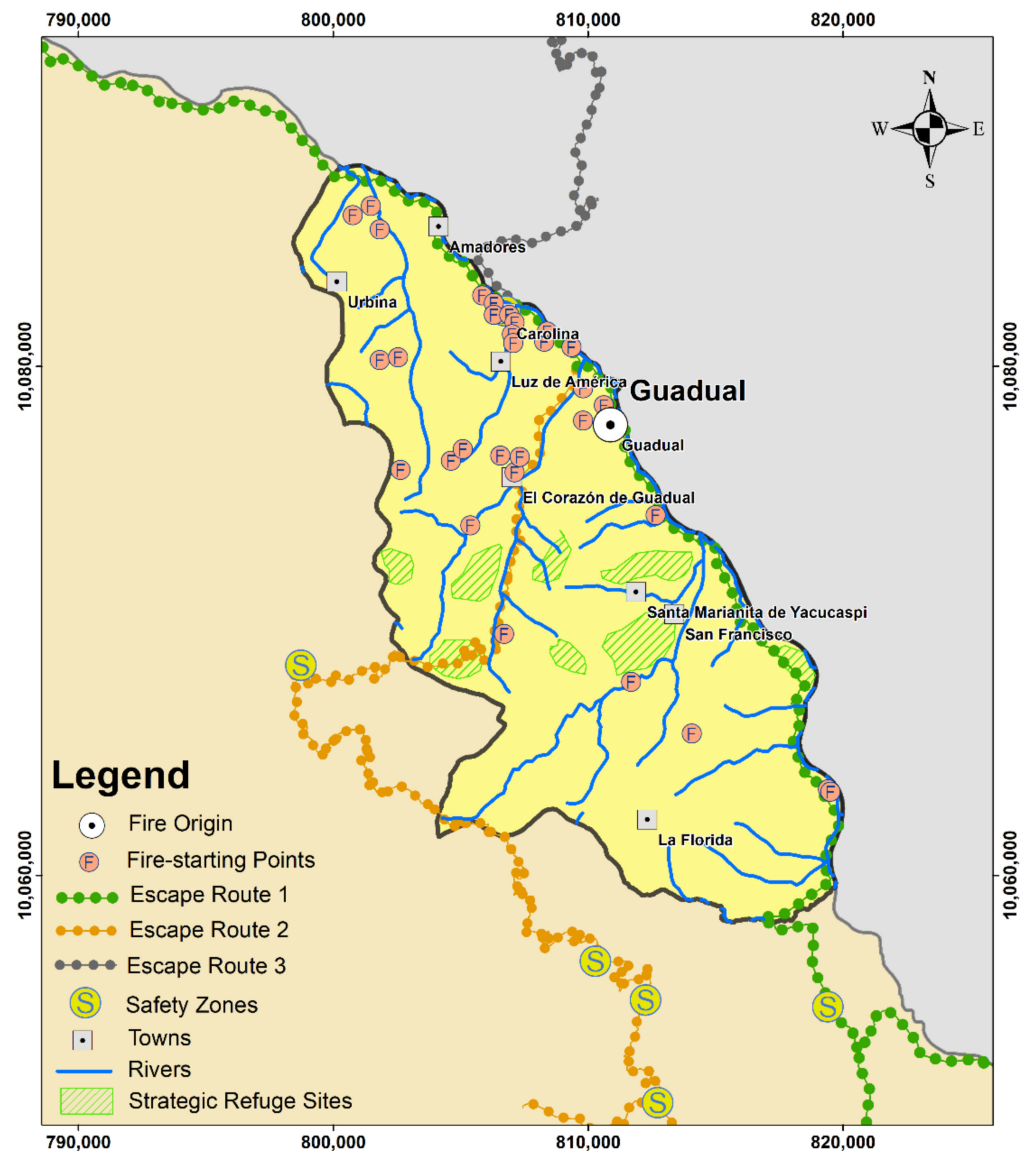 790,000
800,000
810,000
820,000
N
W
E
S
10,080,000
10,080,000
F
F
F
Amadores
Urbina
F
F
F
F
F
F
F
Carolina
F
F
F
F
F
F
Luz de América
F
Guadual
F
F
Guadual
F
F
F
F
F
F
El Corazón de Guadual
F
F
Santa Marianita de Yacucaspi
San Francisco
F
S
F
F
F
La Florida
10,060,000
10,060,000
S
S
S
S
Legend
Fire Origin
F
Fire-starting Points
Escape Route 1
Escape Route 2
Escape Route 3
S
Safety Zones
Towns
Rivers
Strategic Refuge Sites
790,000
800,000
810,000
820,000